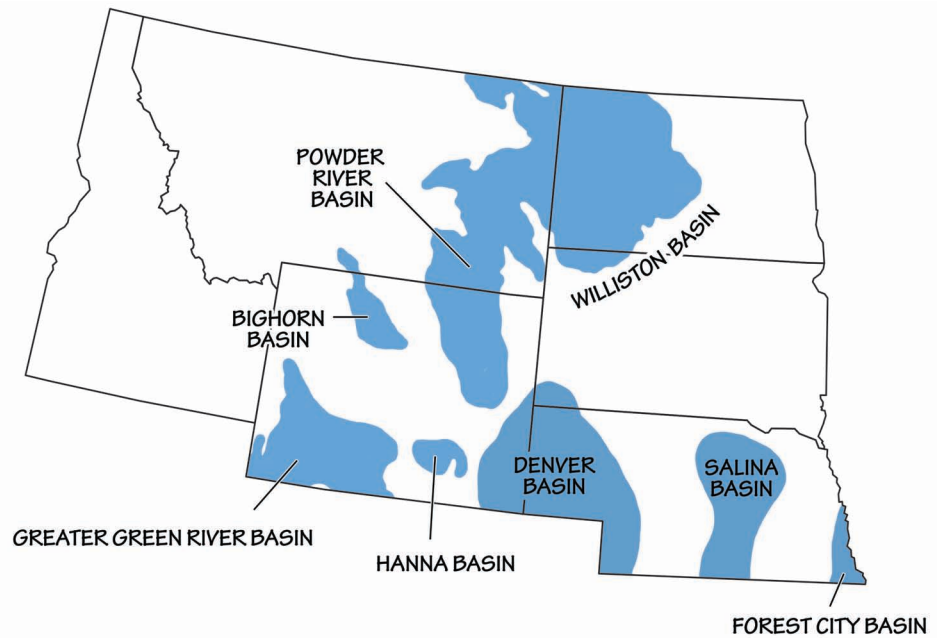 POWDER
RIVER
BASIN
WILLISTON BASIN
BIGHORN
BASIN
DENVER
BASIN
SALINA
BASIN
GREATER GREEN RIVER BASIN
HANNA BASIN
FOREST CITY BASIN